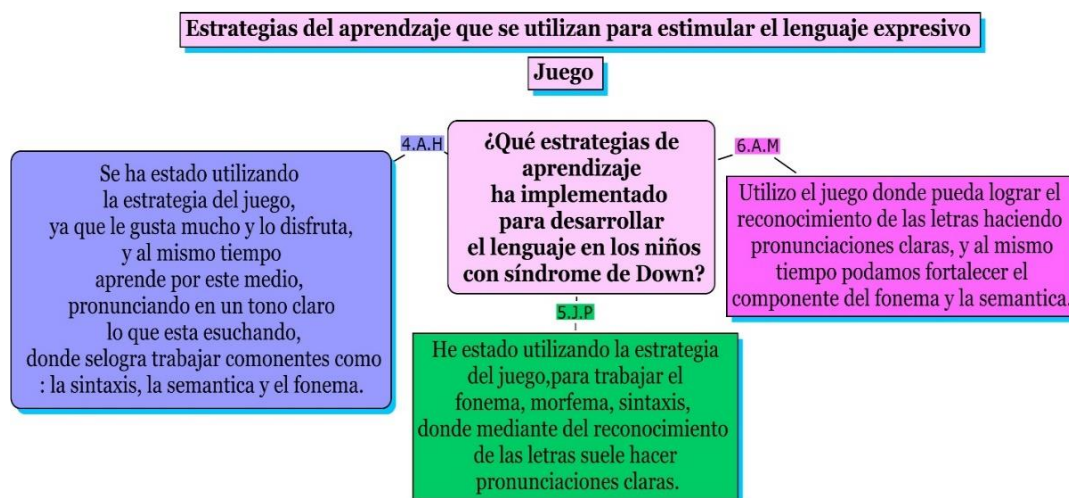 Estrategias del aprendzaje que se utilizan para estimular el lenguaje expresivo
Juego
4.A.H
Se ha estado utilizando
la estrategia del juego,
ya que le gusta mucho y lo disfruta,
y al mismo tiempo
aprende por este medio,
pronunciando en un tono claro
lo que esta esuchando,
donde selogra trabajar comonentes como
: la sintaxis, la semantica y el fonema.
¿Qué estrategias de
aprendizaje
ha implementado
para desarrollar
el lenguaje en los niños
con síndrome de Down?
6.A.M
Utilizo el juego donde pueda lograr el
reconocimiento de las letras haciendo
pronunciaciones claras, y al mismo
tiempo podamos fortalecer el
componente del fonema y la semantica.
5.J.P
He estado utilizando la estrategia
del juego,para trabajar el
fonema, morfema, sintaxis,
donde mediante del reconocimiento
de las letras suele hacer
pronunciaciones claras.